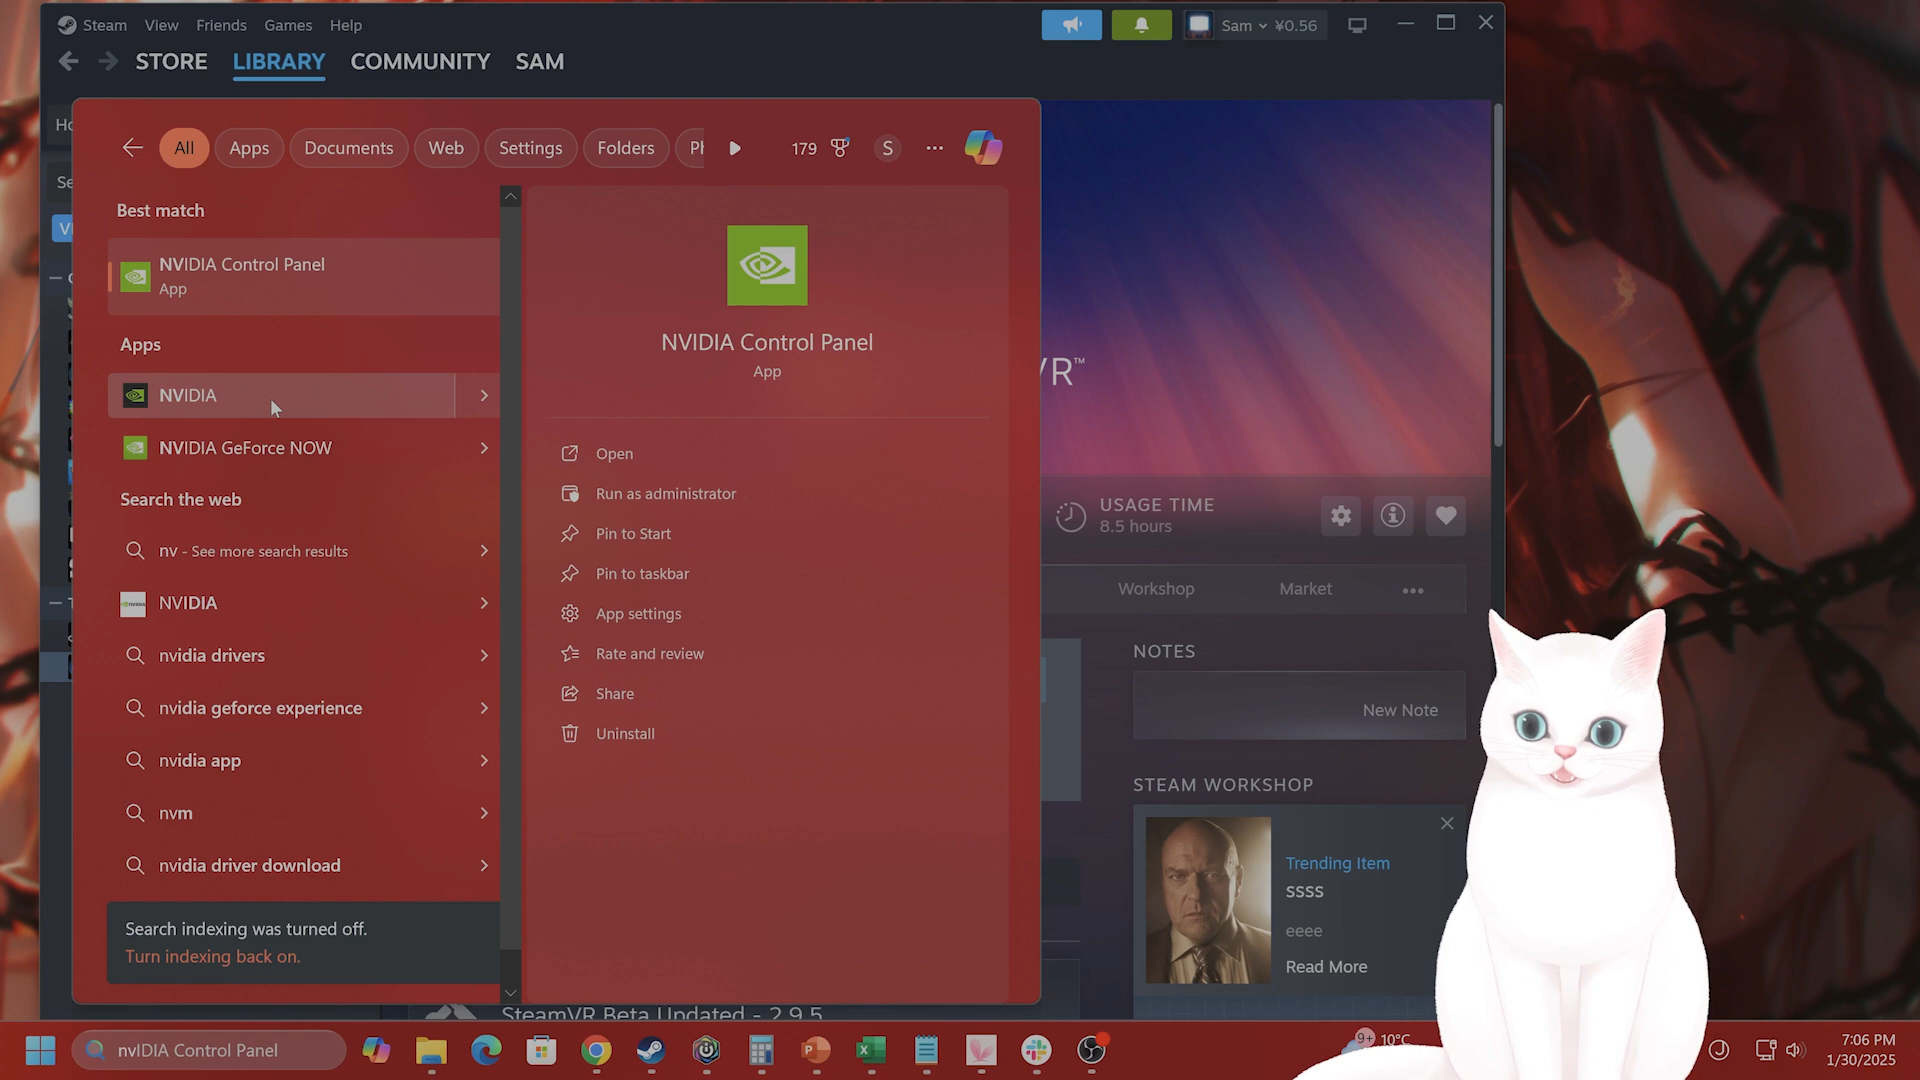 Steam View Friends Games Help
Sam ¥0.56
STORE LIBRARY COMMUNITY SAM
All Apps Documents Web Settings Folders
179 S
Best match
NVIDIA Control Panel
App
Apps
NVIDIA
NVIDIA GeForce NOW
Search the web
nv - See more search results
NVIDIA
nvidia drivers
nvidia geforce experience
nvidia app
nvm
nvidia driver download
Search indexing was turned off.
Turn indexing back on.
NVIDIA Control Panel
App
Open
Run as administrator
Pin to Start
Pin to taskbar
App settings
Rate and review
Share
Uninstall
VR™
USAGE TIME
8.5 hours
Workshop Market
NOTES
New Note
STEAM WORKSHOP
Trending Item
ssss
eeee
Read More
SteamVR Beta Updated - 2.9.5
nvIDIA Control Panel
9+ 10°C
7:06 PM
1/30/2025